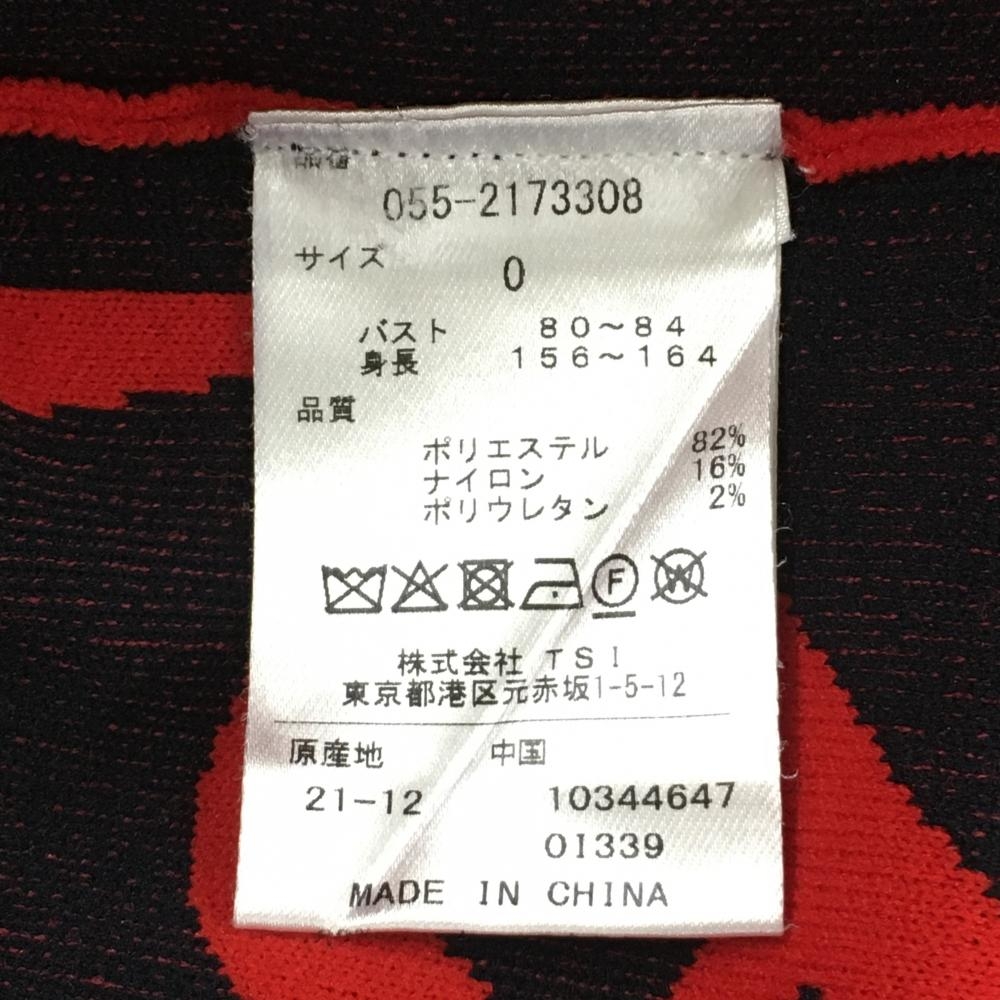 品番
055-2173308
サイズ 0
バスト 80～84
身長 156～164
品質
ポリエステル 82%
ナイロン 16%
ポリウレタン 2%
F W
株式会社 TSI
東京都港区元赤坂1-5-12
原産地 中国
21-12 10344647
01339
MADE IN CHINA